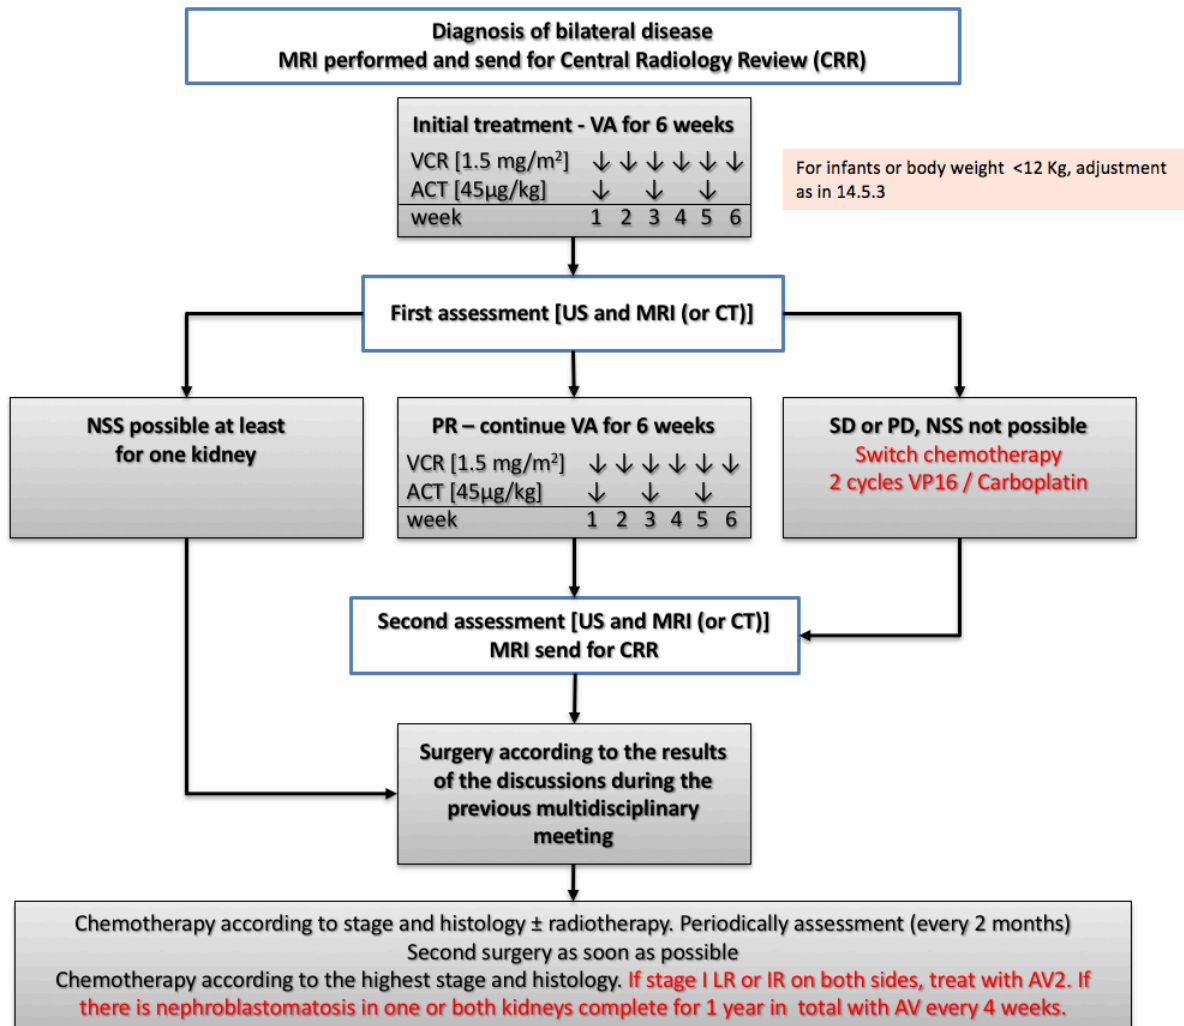 Diagnosis of bilateral disease
MRI performed and send for Central Radiology Review (CRR)
Initial treatment - VA for 6 weeks
VCR [1.5 mg/m²] ↓ ↓ ↓ ↓ ↓ ↓
ACT [45µg/kg] ↓ ↓ ↓
week 1 2 3 4 5 6
For infants or body weight <12 Kg, adjustment
as in 14.5.3
First assessment [US and MRI (or CT)]
NSS possible at least
for one kidney
PR – continue VA for 6 weeks
VCR [1.5 mg/m²] ↓ ↓ ↓ ↓ ↓ ↓
ACT [45µg/kg] ↓ ↓ ↓
week 1 2 3 4 5 6
SD or PD, NSS not possible
Switch chemotherapy
2 cycles VP16 / Carboplatin
Second assessment [US and MRI (or CT)]
MRI send for CRR
Surgery according to the results
of the discussions during the
previous multidisciplinary
meeting
Chemotherapy according to stage and histology ± radiotherapy. Periodically assessment (every 2 months)
Second surgery as soon as possible
Chemotherapy according to the highest stage and histology. If stage I LR or IR on both sides, treat with AV2. If
there is nephroblastomatosis in one or both kidneys complete for 1 year in total with AV every 4 weeks.